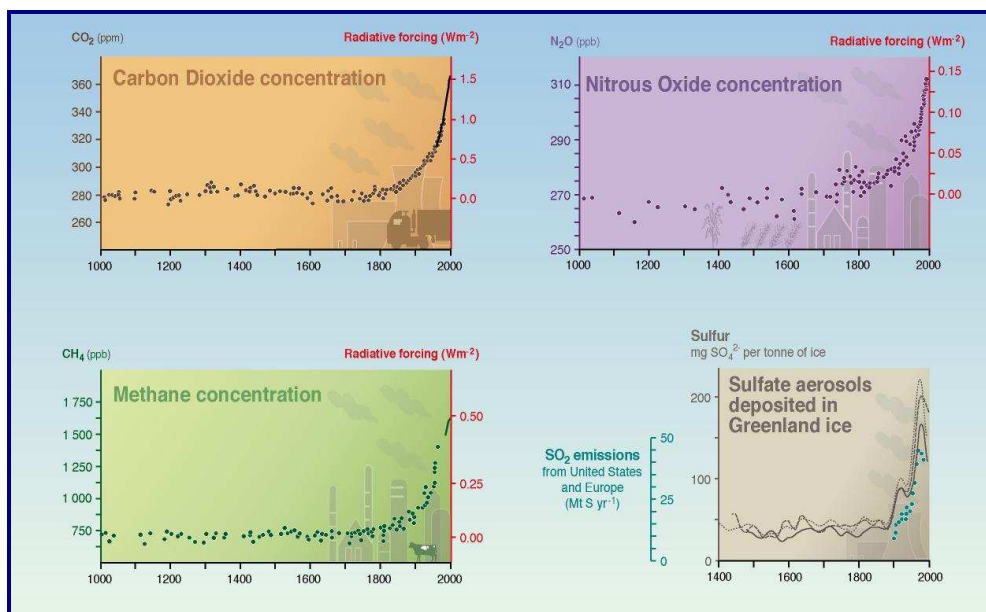 CO₂ (ppm)
Radiative forcing (Wm⁻²)
Carbon Dioxide concentration
360
340
320
300
280
260
1.5
1.0
0.5
0.0
1000 1200 1400 1600 1800 2000
N₂O (ppb)
Radiative forcing (Wm⁻²)
Nitrous Oxide concentration
310
290
270
250
0.15
0.10
0.05
0.00
1000 1200 1400 1600 1800 2000
CH₄ (ppb)
Radiative forcing (Wm⁻²)
Methane concentration
1 750
1 500
1 250
1 000
750
0.50
0.25
0.00
1000 1200 1400 1600 1800 2000
Sulfur
mg SO₄²⁻ per tonne of ice
Sulfate aerosols
deposited in
Greenland ice
200
100
0
SO₂ emissions
from United States
and Europe
(Mt S yr⁻¹)
50
25
0
1400 1600 1800 2000